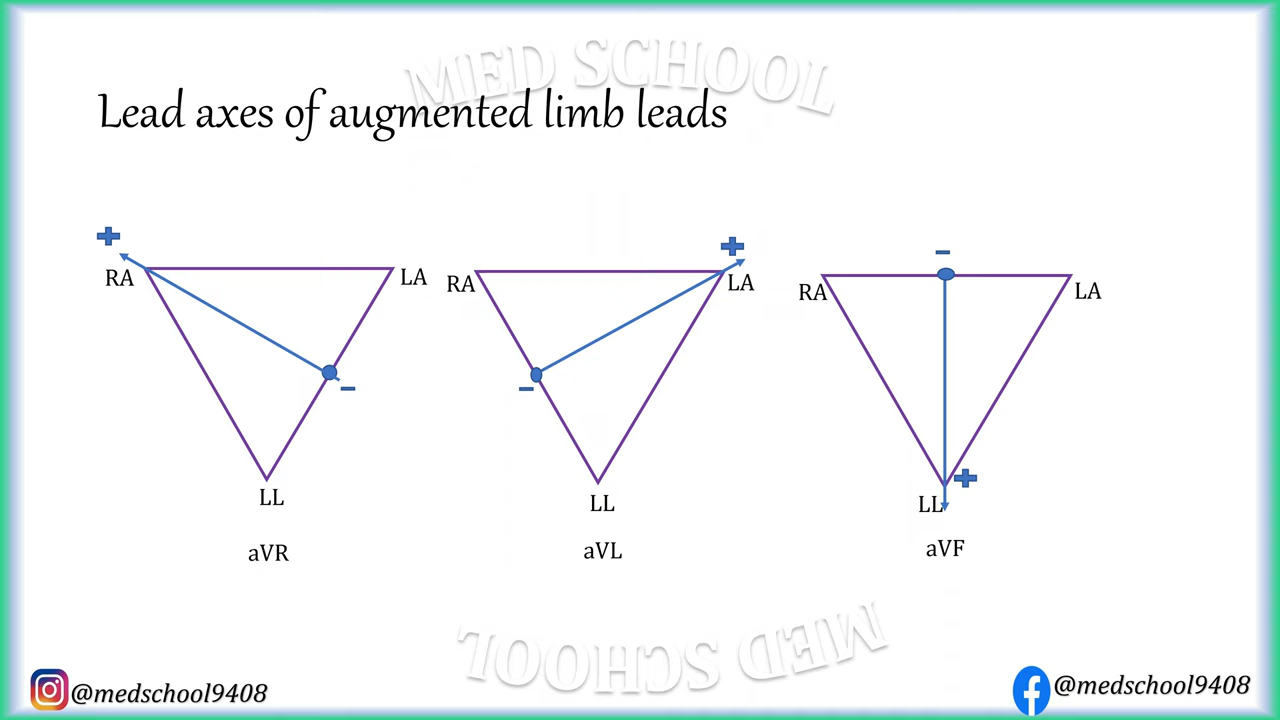 MED SCHOOL
Lead axes of augmented limb leads
+
RA
LA
-
LL
aVR
+
RA
LA
-
LL
aVL
-
RA
LA
+
LL
aVF
MED SCHOOL
@medschool9408
@medschool9408